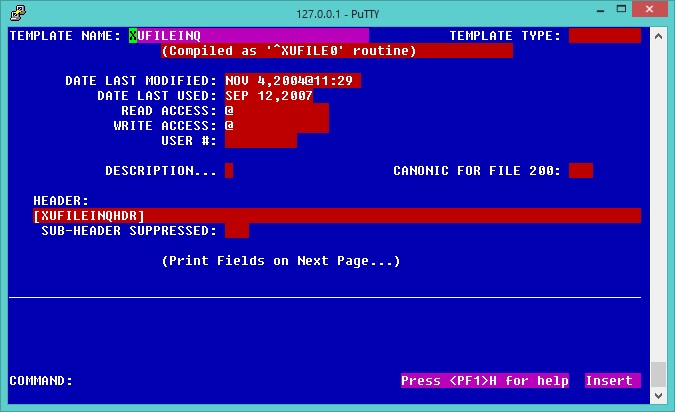 127.0.0.1 - PuTTY
TEMPLATE NAME: XUFILEINQ TEMPLATE TYPE:
(Compiled as '^XUFILE0' routine)
DATE LAST MODIFIED: NOV 4,2004@11:29
DATE LAST USED: SEP 12,2007
READ ACCESS: @
WRITE ACCESS: @
USER #:
DESCRIPTION... CANONIC FOR FILE 200:
HEADER:
[XUFILEINQHDR]
SUB-HEADER SUPPRESSED:
(Print Fields on Next Page...)
COMMAND: Press <PF1>H for help Insert